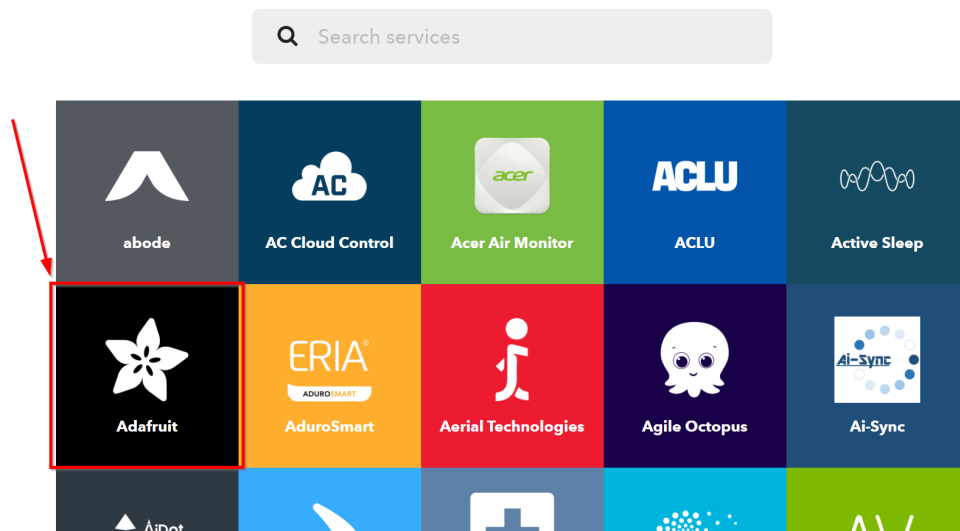 Search services
AC
acer
ACLU
abode
AC Cloud Control
Acer Air Monitor
ACLU
Active Sleep
ERIA®
ADUROSMART
Ai-Sync
Adafruit
AduroSmart
Aerial Technologies
Agile Octopus
Ai-Sync
AiDot